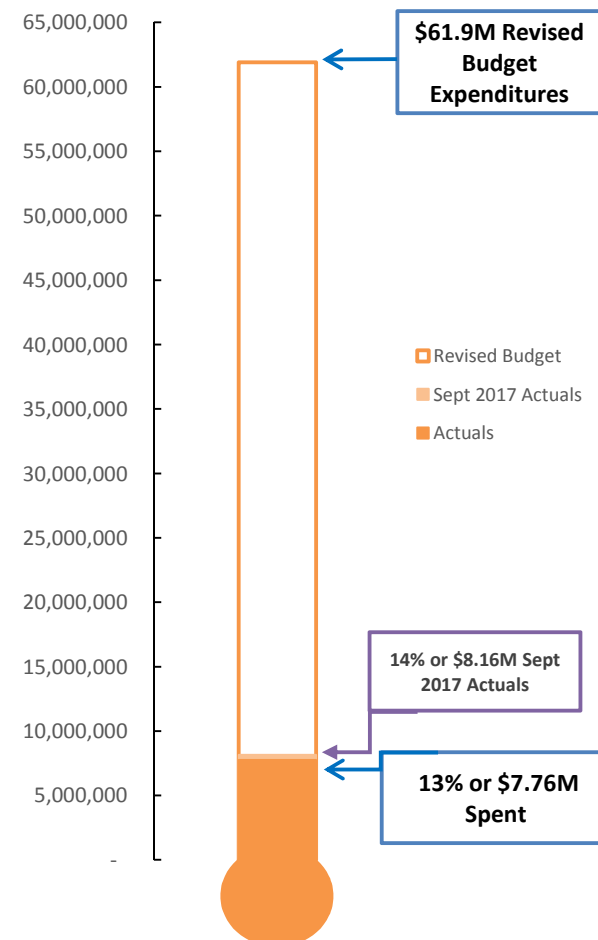 65,000,000
60,000,000
55,000,000
50,000,000
45,000,000
40,000,000
35,000,000
30,000,000
25,000,000
20,000,000
15,000,000
10,000,000
5,000,000
-
$61.9M Revised
Budget
Expenditures
Revised Budget
Sept 2017 Actuals
Actuals
14% or $8.16M Sept
2017 Actuals
13% or $7.76M
Spent